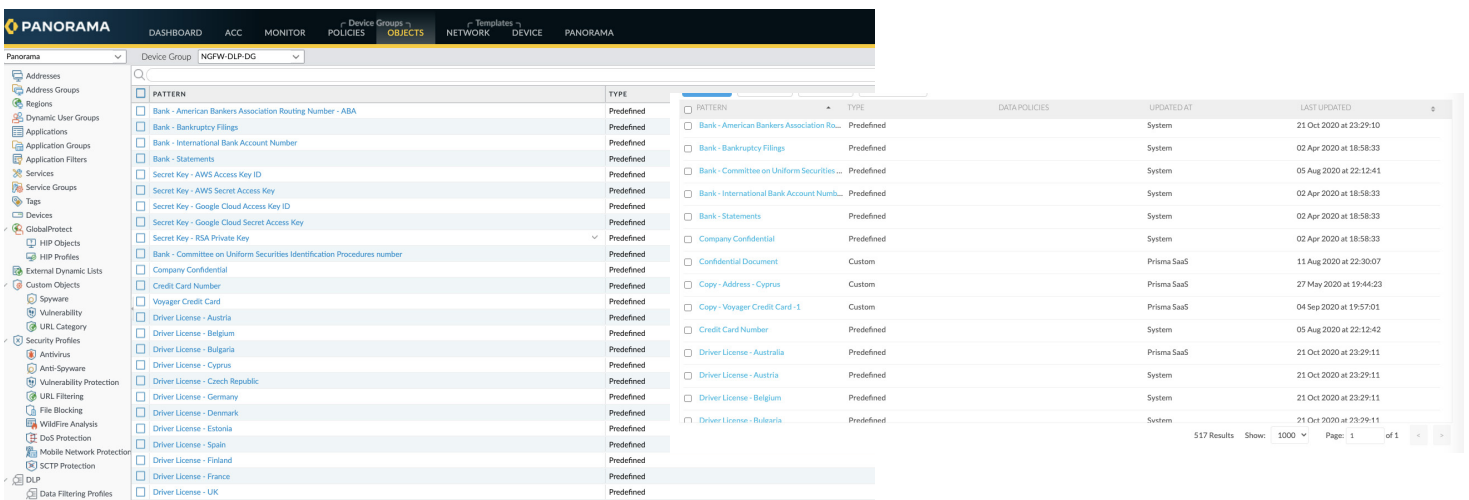 PANORAMA
Device Groups
Templates
DASHBOARD ACC MONITOR POLICIES OBJECTS NETWORK DEVICE PANORAMA
Panorama
Device Group NGFW-DLP-DG
Addresses
Address Groups
Regions
Dynamic User Groups
Applications
Application Groups
Application Filters
Services
Service Groups
Tags
Devices
GlobalProtect
HIP Objects
HIP Profiles
External Dynamic Lists
Custom Objects
Spyware
Vulnerability
URL Category
Security Profiles
Antivirus
Anti-Spyware
Vulnerability Protection
URL Filtering
File Blocking
WildFire Analysis
DoS Protection
Mobile Network Protection
SCTP Protection
DLP
Data Filtering Profiles
PATTERN TYPE
Bank - American Bankers Association Routing Number - ABA Predefined
Bank - Bankruptcy Filings Predefined
Bank - International Bank Account Number Predefined
Bank - Statements Predefined
Secret Key - AWS Access Key ID Predefined
Secret Key - AWS Secret Access Key Predefined
Secret Key - Google Cloud Access Key ID Predefined
Secret Key - Google Cloud Secret Access Key Predefined
Secret Key - RSA Private Key Predefined
Bank - Committee on Uniform Securities Identification Procedures number Predefined
Company Confidential Predefined
Credit Card Number Predefined
Voyager Credit Card Predefined
Driver License - Austria Predefined
Driver License - Belgium Predefined
Driver License - Bulgaria Predefined
Driver License - Cyprus Predefined
Driver License - Czech Republic Predefined
Driver License - Germany Predefined
Driver License - Denmark Predefined
Driver License - Estonia Predefined
Driver License - Spain Predefined
Driver License - Finland Predefined
Driver License - France Predefined
Driver License - UK Predefined
PATTERN TYPE DATA POLICIES UPDATED AT LAST UPDATED
Bank - American Bankers Association Ro... Predefined System 21 Oct 2020 at 23:29:10
Bank - Bankruptcy Filings Predefined System 02 Apr 2020 at 18:58:33
Bank - Committee on Uniform Securities ... Predefined System 05 Aug 2020 at 22:12:41
Bank - International Bank Account Numb... Predefined System 02 Apr 2020 at 18:58:33
Bank - Statements Predefined System 02 Apr 2020 at 18:58:33
Company Confidential Predefined System 02 Apr 2020 at 18:58:33
Confidential Document Custom Prisma SaaS 11 Aug 2020 at 22:30:07
Copy - Address - Cyprus Custom Prisma SaaS 27 May 2020 at 19:44:23
Copy - Voyager Credit Card -1 Custom Prisma SaaS 04 Sep 2020 at 19:57:01
Credit Card Number Predefined System 05 Aug 2020 at 22:12:42
Driver License - Australia Predefined Prisma SaaS 21 Oct 2020 at 23:29:11
Driver License - Austria Predefined System 21 Oct 2020 at 23:29:11
Driver License - Belgium Predefined System 21 Oct 2020 at 23:29:11
Driver License - Bulgaria Predefined System 21 Oct 2020 at 23:29:11
517 Results Show: 1000 Page: 1 of 1